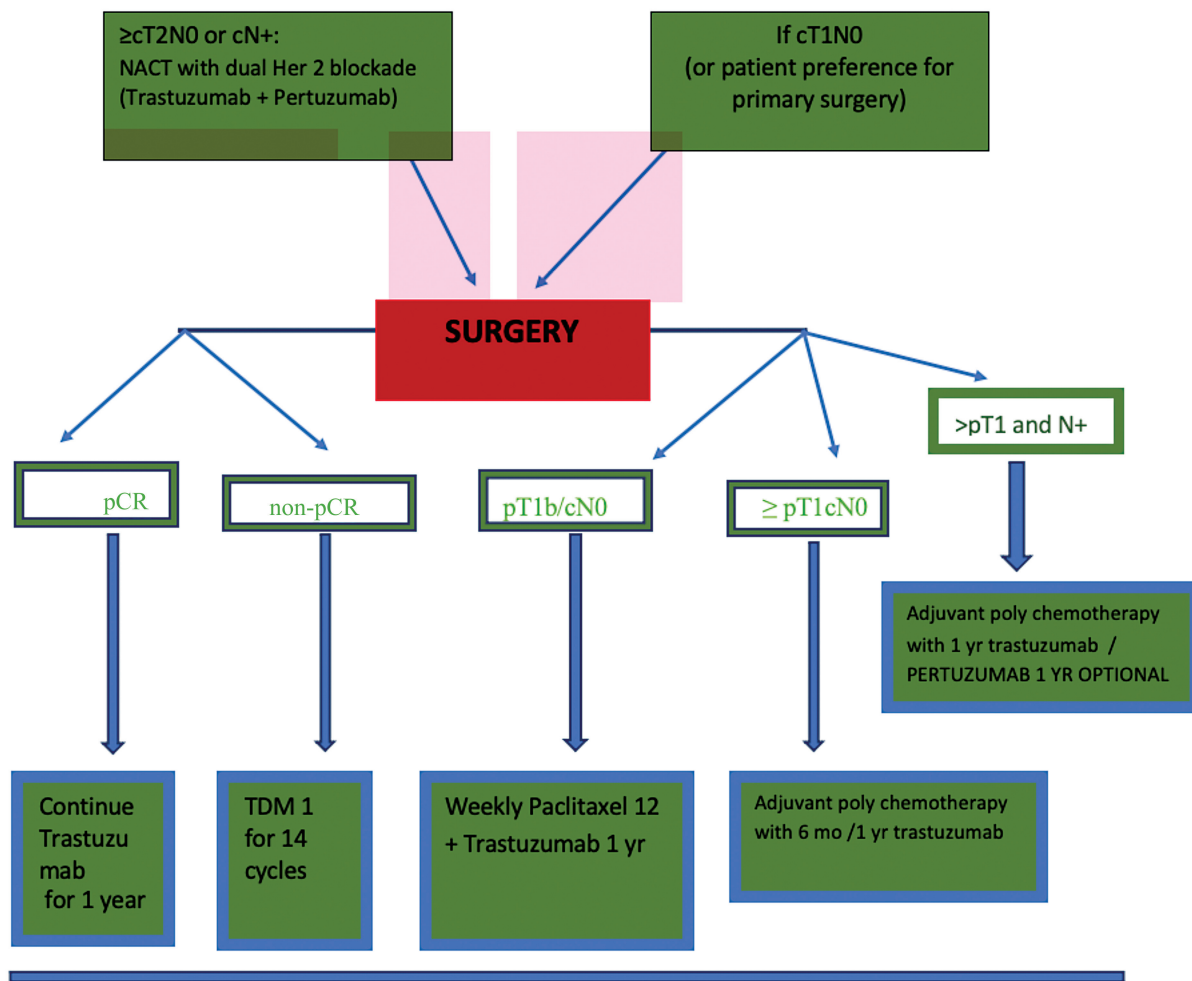 ≥cT2N0 or cN+:
NACT with dual Her 2 blockade
(Trastuzumab + Pertuzumab)
If cT1N0
(or patient preference for
primary surgery)
SURGERY
>pT1 and N+
pCR
non-pCR
pT1b/cN0
≥ pT1cN0
Adjuvant poly chemotherapy
with 1 yr trastuzumab /
PERTUZUMAB 1 YR OPTIONAL
Continue
Trastuzu
mab
for 1 year
TDM 1
for 14
cycles
Weekly Paclitaxel 12
+ Trastuzumab 1 yr
Adjuvant poly chemotherapy
with 6 mo /1 yr trastuzumab